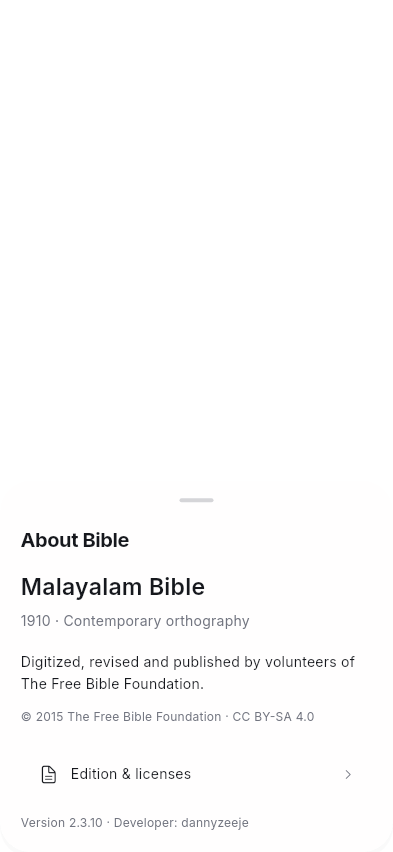 About Bible
Malayalam Bible
1910 · Contemporary orthography
Digitized, revised and published by volunteers of
The Free Bible Foundation.
© 2015 The Free Bible Foundation · CC BY-SA 4.0
Edition & licenses
Version 2.3.10 · Developer: dannyzeeje